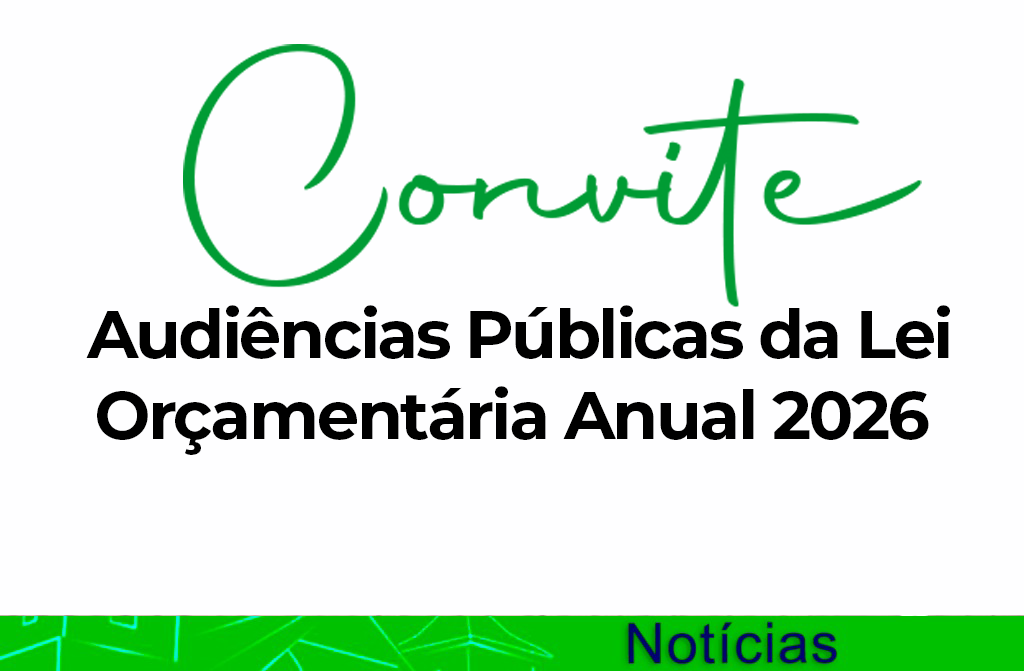 Convite
Audiências Públicas da Lei
Orçamentária Anual 2026
Notícias